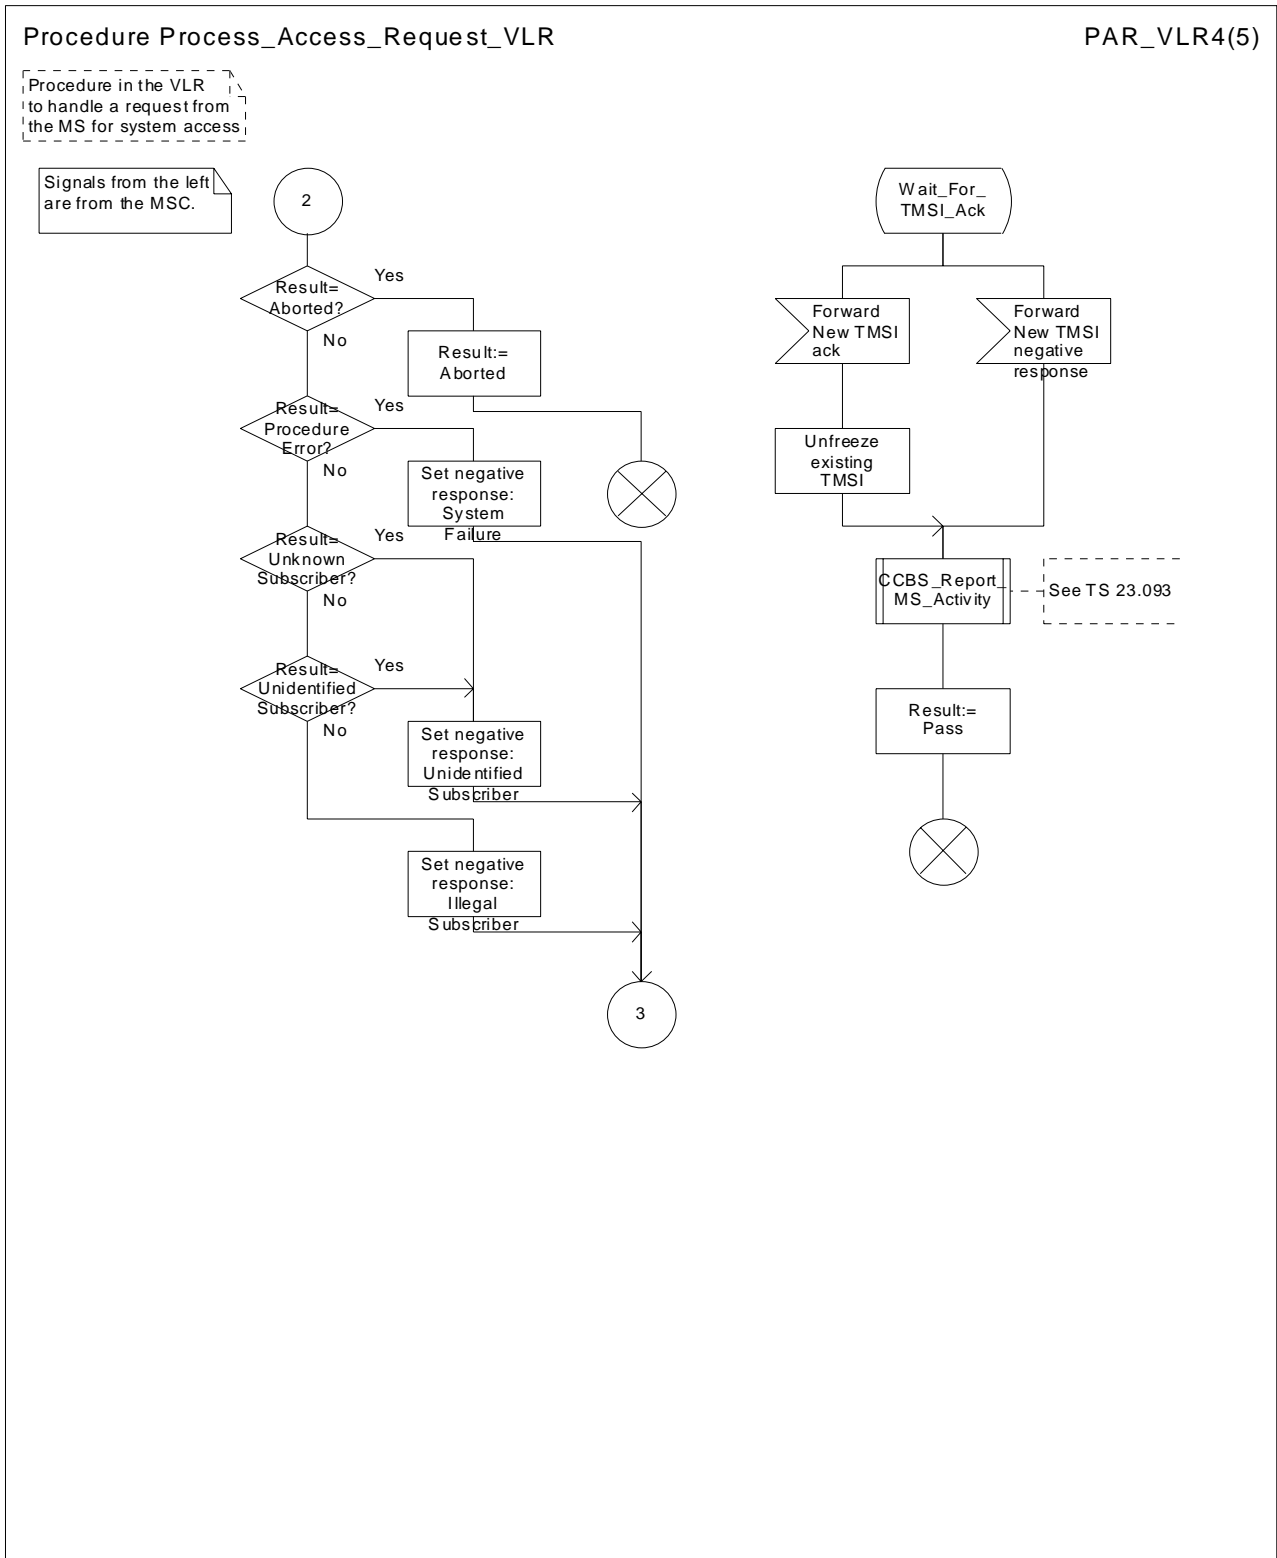 Procedure Process_Access_Request_VLR
PAR_VLR4(5)
Procedure in the VLR
to handle a request from
the MS for system access
Signals from the left
are from the MSC.
2
Result=
Aborted?
Yes
No
Result:=
Aborted
Result=
Procedure
Error?
Yes
No
Set negative
response:
System
Failure
Result=
Unknown
Subscriber?
Yes
No
Result=
Unidentified
Subscriber?
Yes
No
Set negative
response:
Unidentified
Subscriber
Set negative
response:
Illegal
Subscriber
3
Wait_For_
TMSI_Ack
Forward
New TMSI
ack
Forward
New TMSI
negative
response
Unfreeze
existing
TMSI
CCBS_Report_
MS_Activity
See TS 23.093
Result:=
Pass